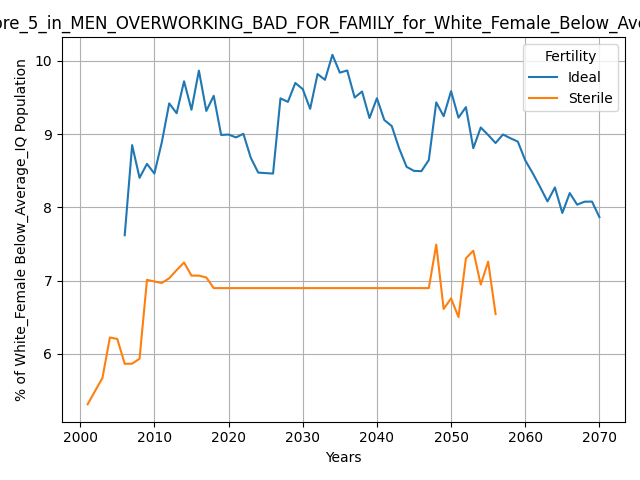 ore_5_in_MEN_OVERWORKING_BAD_FOR_FAMILY_for_White_Female_Below_Ave
Fertility
Ideal
Sterile
% of White_Female Below_Average_IQ Population
10
9
8
7
6
2000 2010 2020 2030 2040 2050 2060 2070
Years